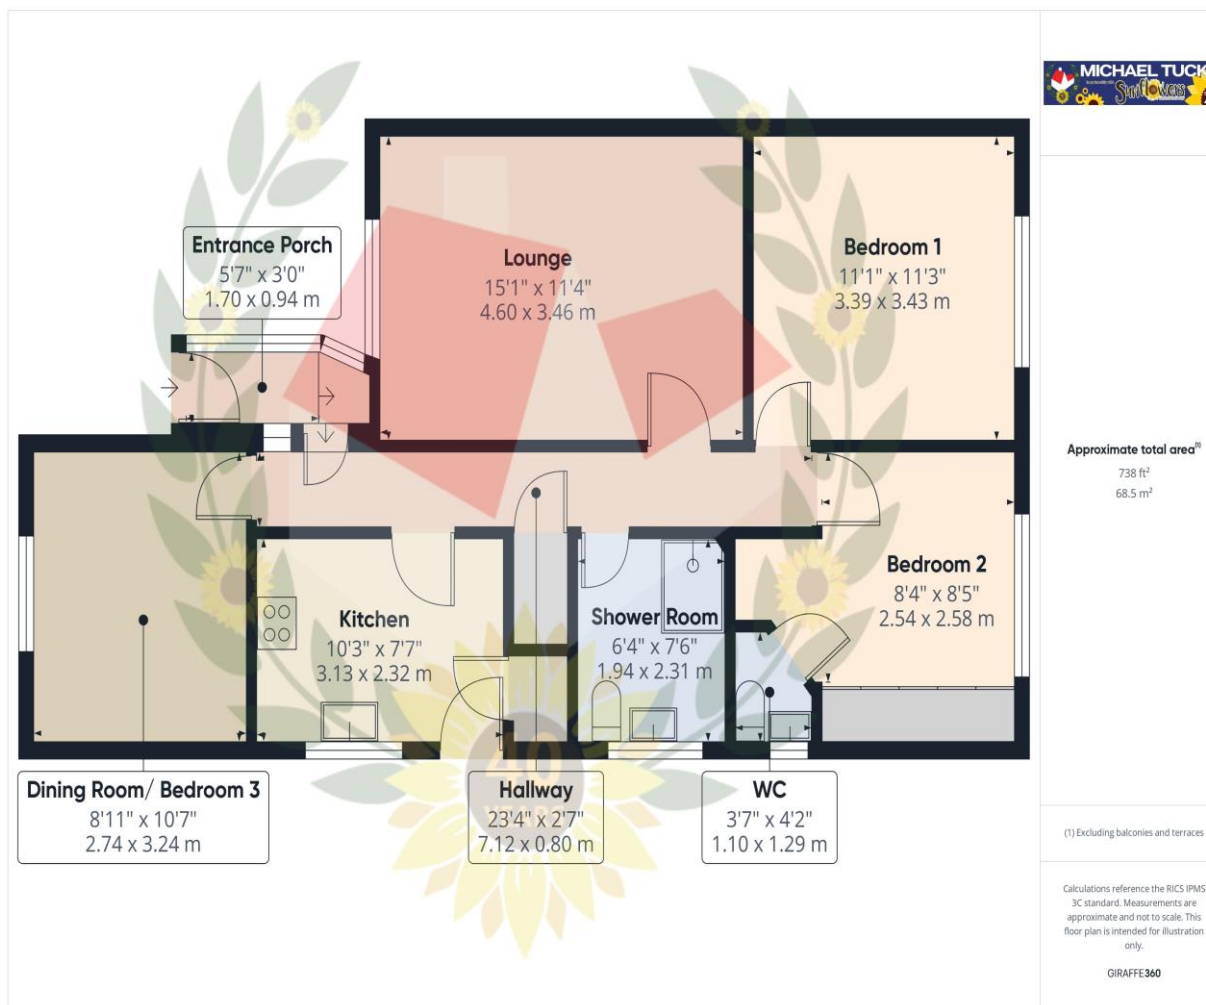 MICHAEL TUCK
Sunflowers
Entrance Porch
5'7" x 3'0"
1.70 x 0.94 m
Lounge
15'1" x 11'4"
4.60 x 3.46 m
Bedroom 1
11'1" x 11'3"
3.39 x 3.43 m
Approximate total area(1)
738 ft²
68.5 m²
Bedroom 2
8'4" x 8'5"
2.54 x 2.58 m
Kitchen
10'3" x 7'7"
3.13 x 2.32 m
Shower Room
6'4" x 7'6"
1.94 x 2.31 m
40
YEARS
Dining Room/ Bedroom 3
8'11" x 10'7"
2.74 x 3.24 m
Hallway
23'4" x 2'7"
7.12 x 0.80 m
WC
3'7" x 4'2"
1.10 x 1.29 m
(1) Excluding balconies and terraces
Calculations reference the RICS IPMS
3C standard. Measurements are
approximate and not to scale. This
floor plan is intended for illustration
only.
GIRAFFE360